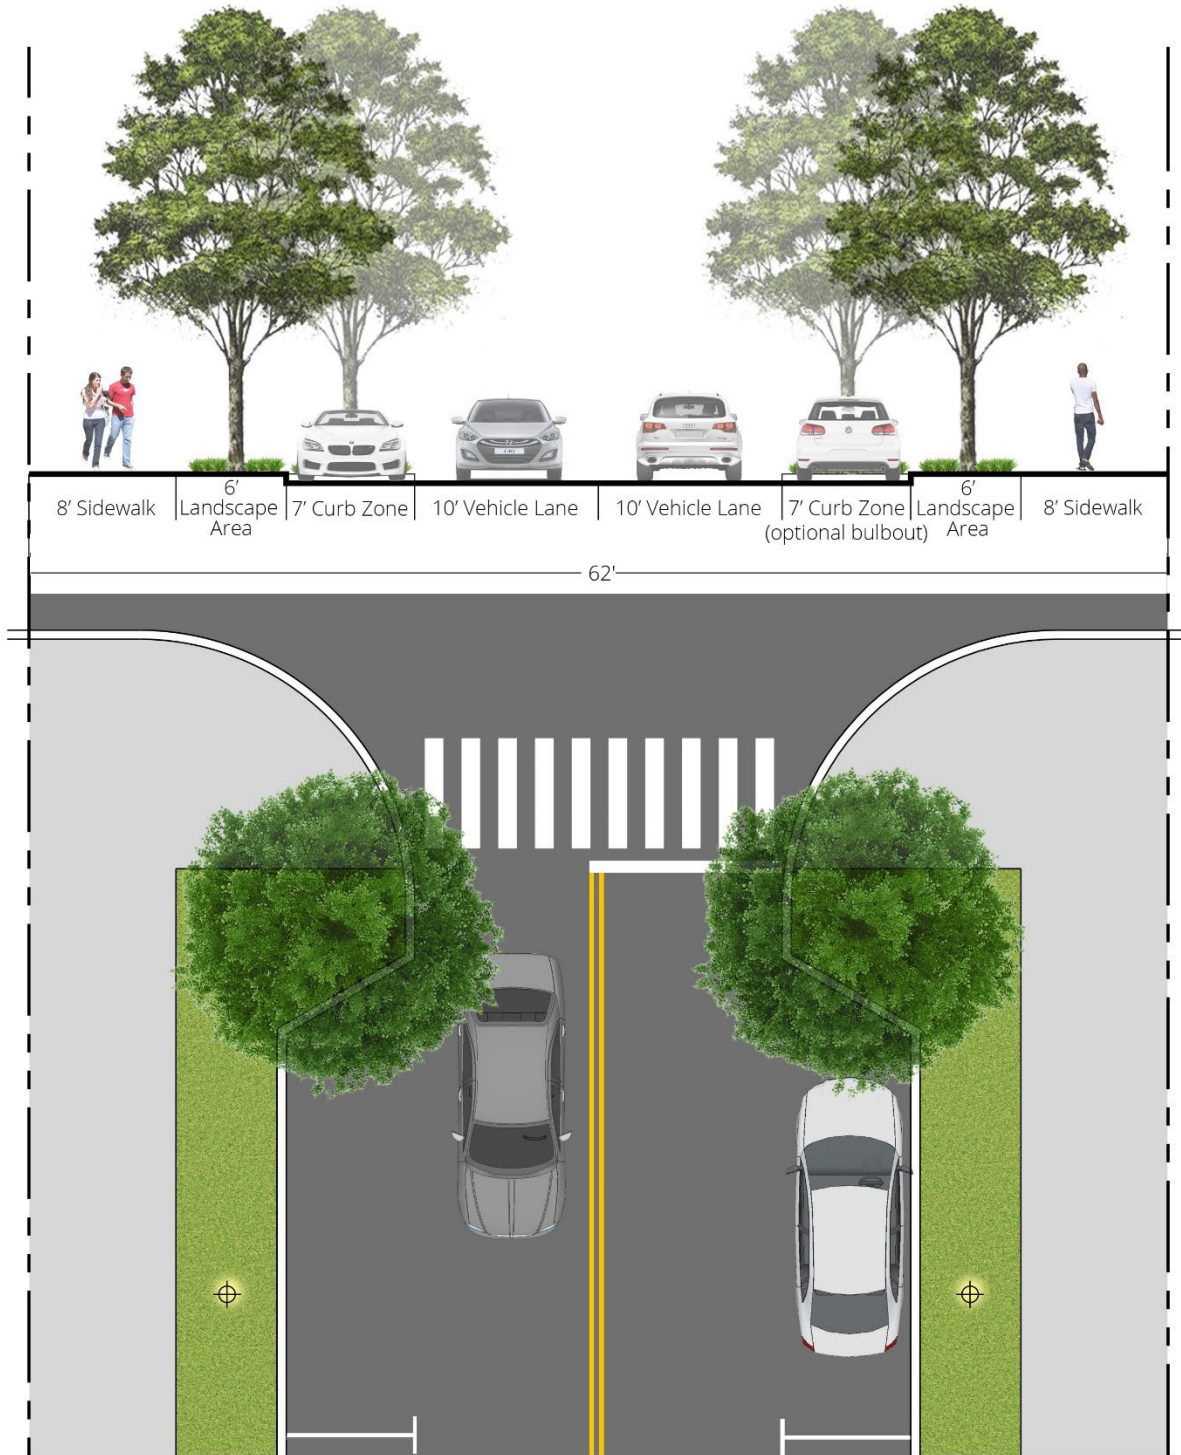 8’ Sidewalk
6’
Landscape
Area
7’ Curb Zone
10’ Vehicle Lane
10’ Vehicle Lane
7’ Curb Zone
(optional bulbout)
6’
Landscape
Area
8’ Sidewalk
62'